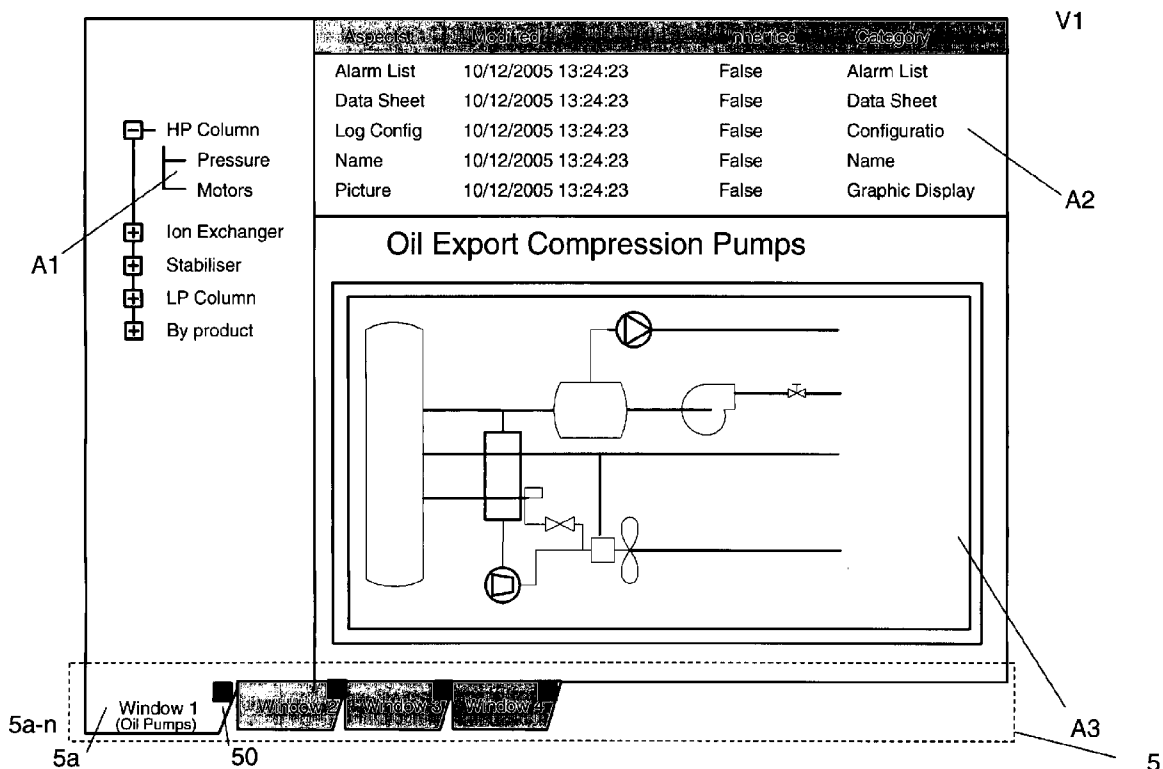 V1
Aspects Modified Inherited Category
Alarm List 10/12/2005 13:24:23 False Alarm List
Data Sheet 10/12/2005 13:24:23 False Data Sheet
Log Config 10/12/2005 13:24:23 False Configuratio
Name 10/12/2005 13:24:23 False Name
Picture 10/12/2005 13:24:23 False Graphic Display
A2
HP Column
Pressure
Motors
Ion Exchanger
Stabiliser
LP Column
By product
A1
Oil Export Compression Pumps
Window 1
(Oil Pumps)
Window 2
Window 3
Window 4
5a-n
5a
50
A3
5